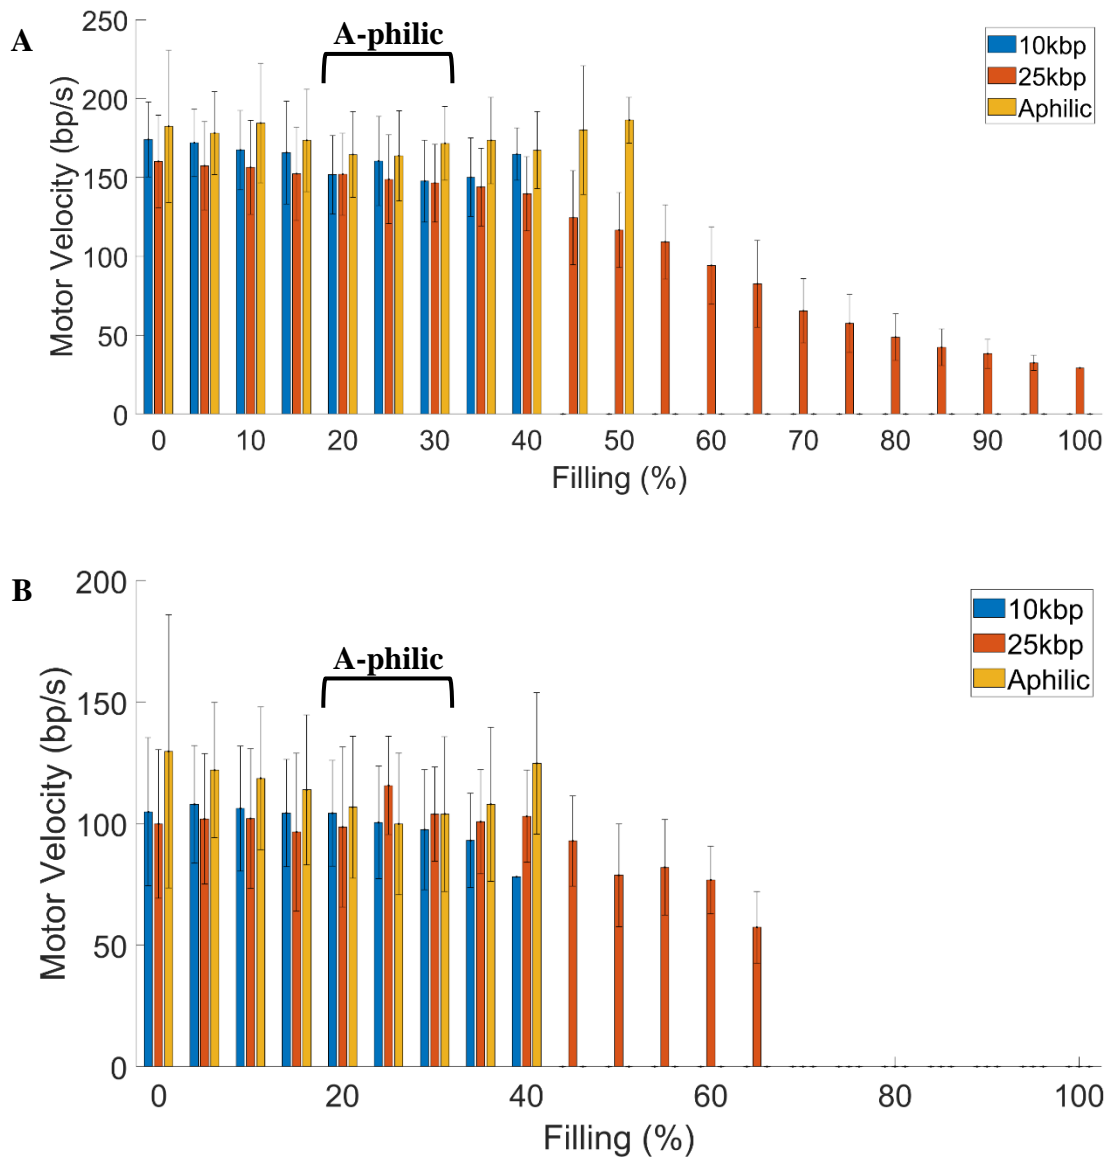 A
A-philic
10kbp
25kbp
Aphilic
Motor Velocity (bp/s)
250
200
150
100
50
0
0 10 20 30 40 50 60 70 80 90 100
Filling (%)
B
A-philic
10kbp
25kbp
Aphilic
Motor Velocity (bp/s)
200
150
100
50
0
0 20 40 60 80 100
Filling (%)